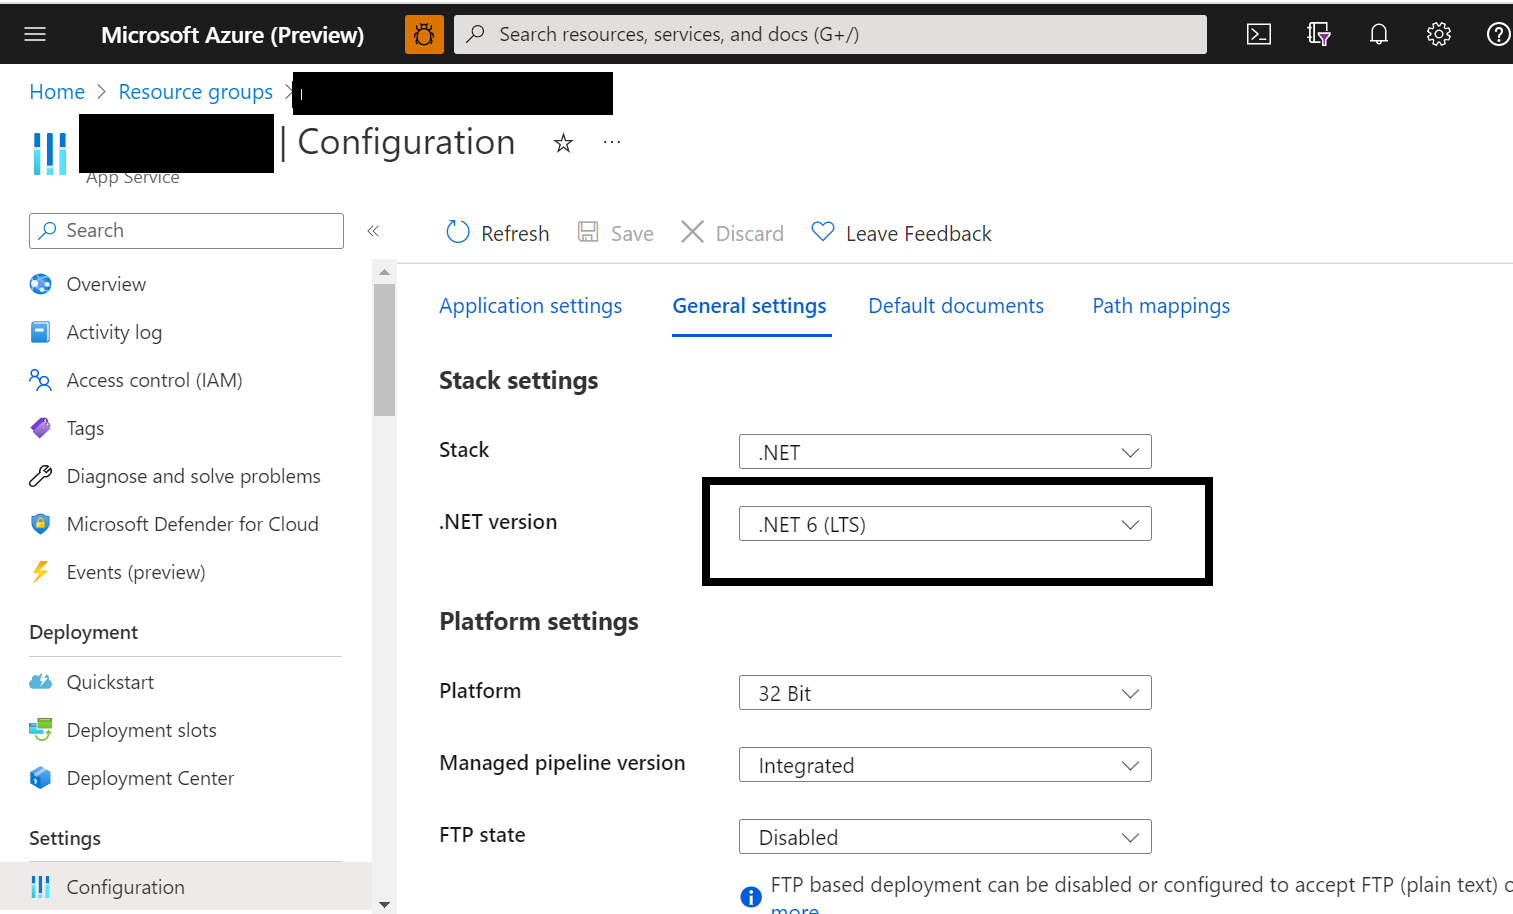 Microsoft Azure (Preview)
Search resources, services, and docs (G+/)
Home > Resource groups >
| Configuration
App Service
Search
«
Refresh
Save
Discard
Leave Feedback
Overview
Activity log
Access control (IAM)
Tags
Diagnose and solve problems
Microsoft Defender for Cloud
Events (preview)
Deployment
Quickstart
Deployment slots
Deployment Center
Settings
Configuration
Application settings
General settings
Default documents
Path mappings
Stack settings
Stack
.NET
.NET version
.NET 6 (LTS)
Platform settings
Platform
32 Bit
Managed pipeline version
Integrated
FTP state
Disabled
FTP based deployment can be disabled or configured to accept FTP (plain text)
more